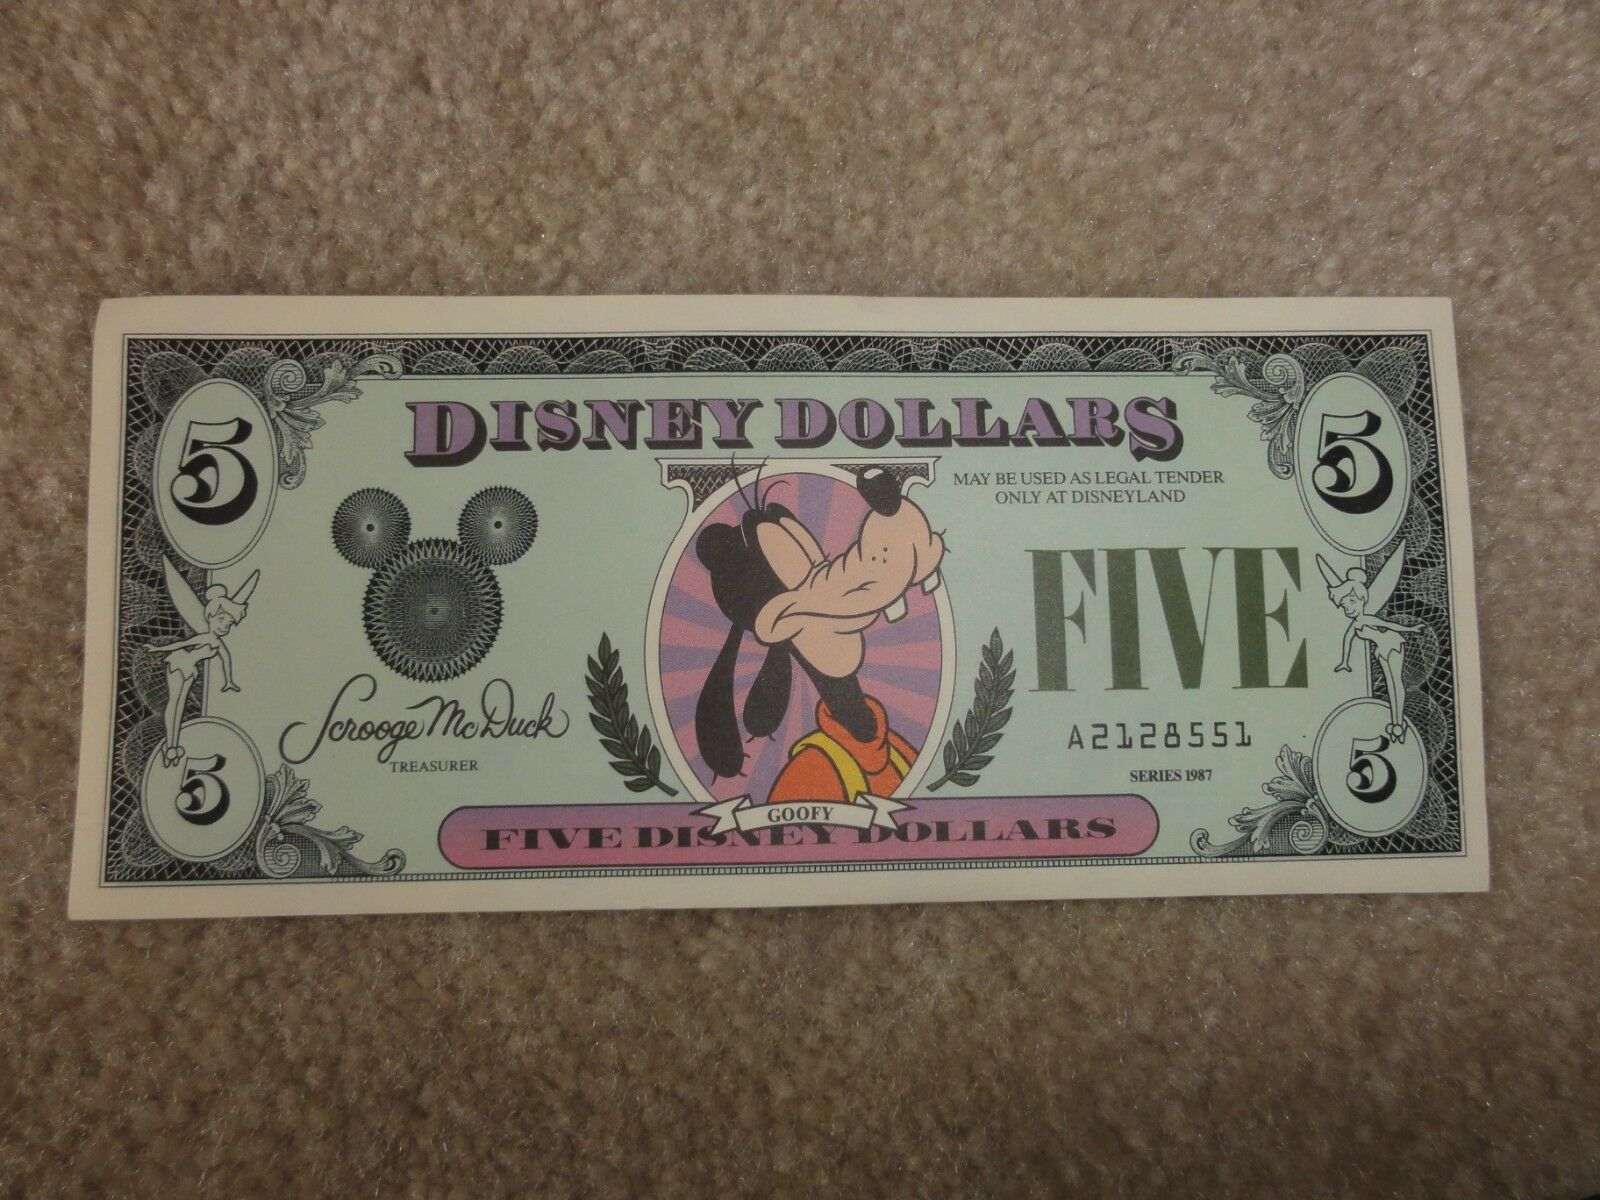 5
5
DISNEY DOLLARS
MAY BE USED AS LEGAL TENDER
ONLY AT DISNEYLAND
FIVE
Scrooge McDuck
TREASURER
A2128551
SERIES 1987
5
5
GOOFY
FIVE DISNEY DOLLARS